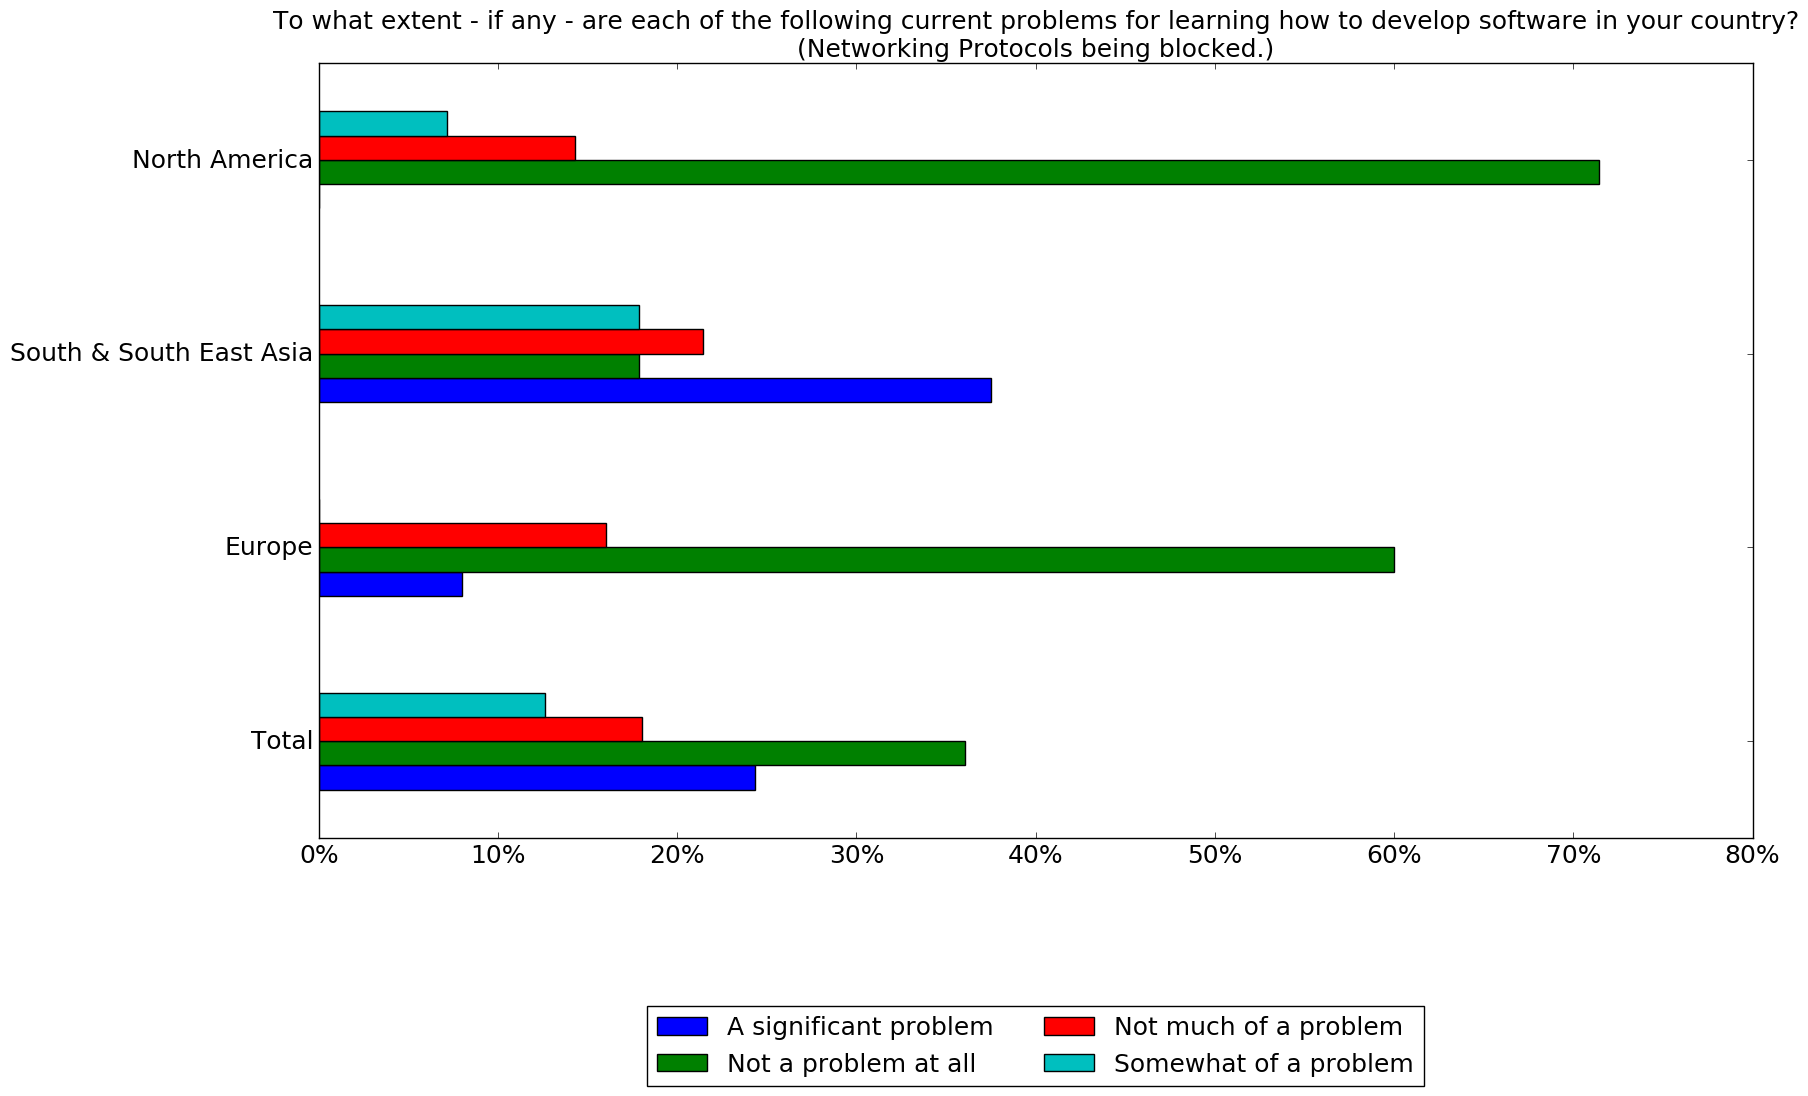 To what extent - if any - are each of the following current problems for learning how to develop software in your country?
(Networking Protocols being blocked.)
North America
South & South East Asia
Europe
Total
0% 10% 20% 30% 40% 50% 60% 70% 80%
A significant problem Not much of a problem
Not a problem at all Somewhat of a problem